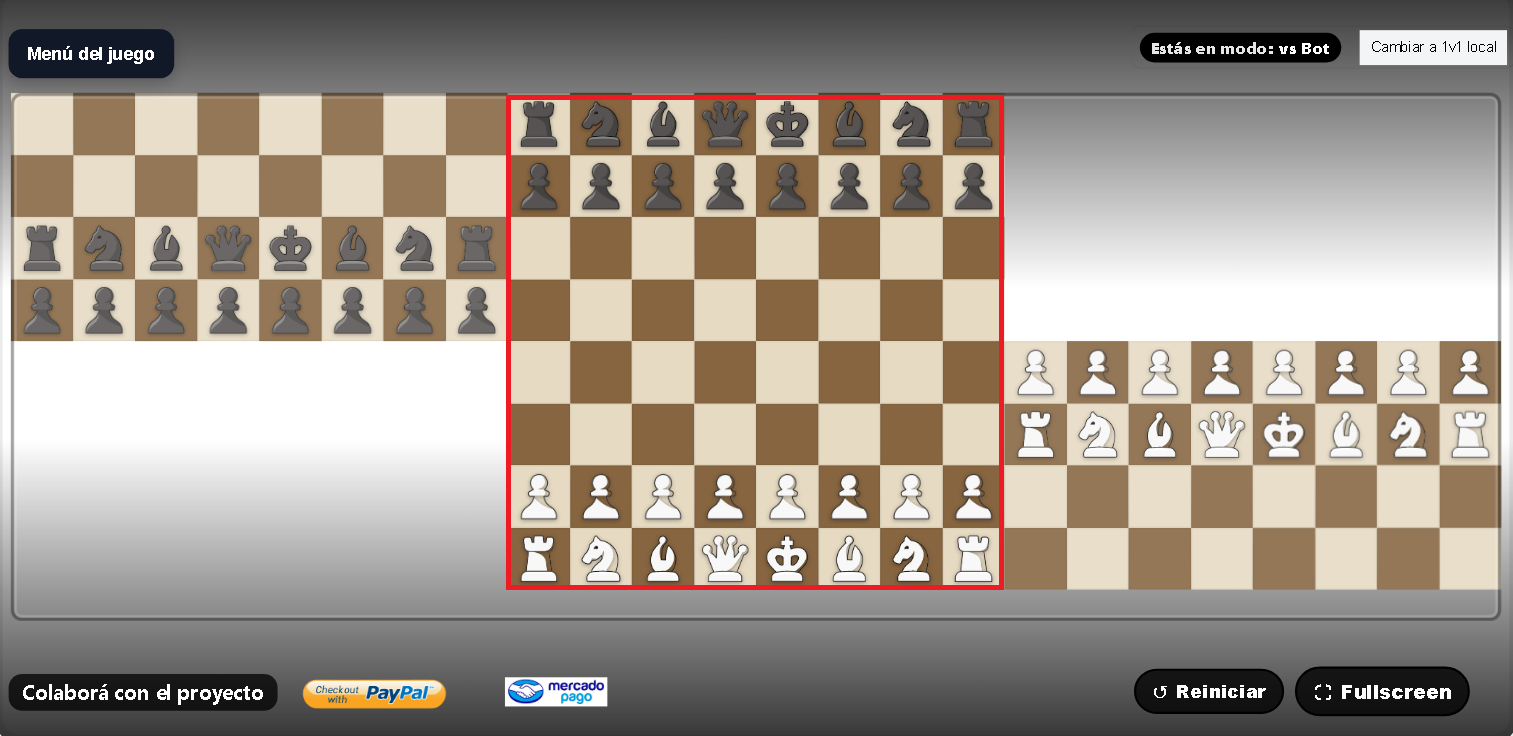 Menú del juego
Estás en modo: vs Bot
Cambiar a 1v1 local
Colaborá con el proyecto
Checkout
with
PayPal™
mercado
pago
↺ Reiniciar
⛶ Fullscreen